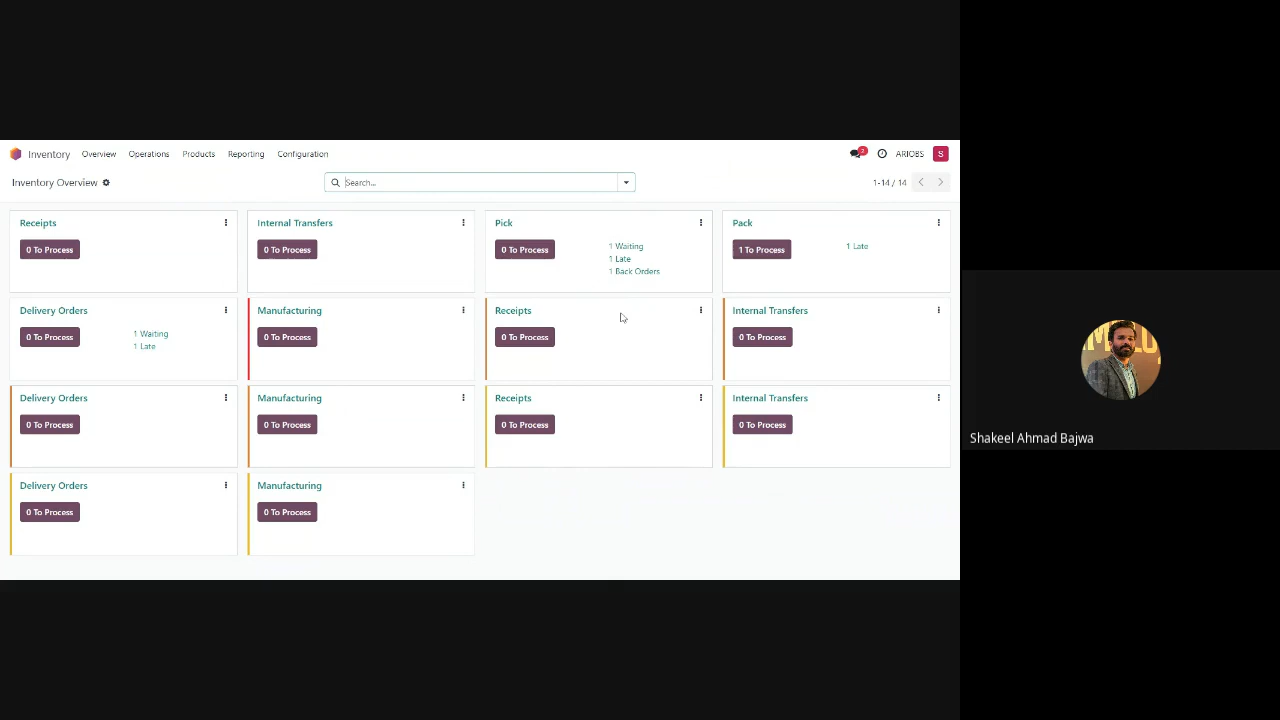 Inventory Overview Operations Products Reporting Configuration 2 ARIOBS S
Inventory Overview Search... 1-14 / 14
Receipts Internal Transfers Pick Pack
0 To Process 0 To Process 0 To Process 1 Waiting 1 To Process 1 Late
1 Late
1 Back Orders
Delivery Orders Manufacturing Receipts Internal Transfers
0 To Process 1 Waiting 0 To Process 0 To Process 0 To Process
1 Late
Delivery Orders Manufacturing Receipts Internal Transfers
0 To Process 0 To Process 0 To Process 0 To Process
Shakeel Ahmad Bajwa
Delivery Orders Manufacturing
0 To Process 0 To Process